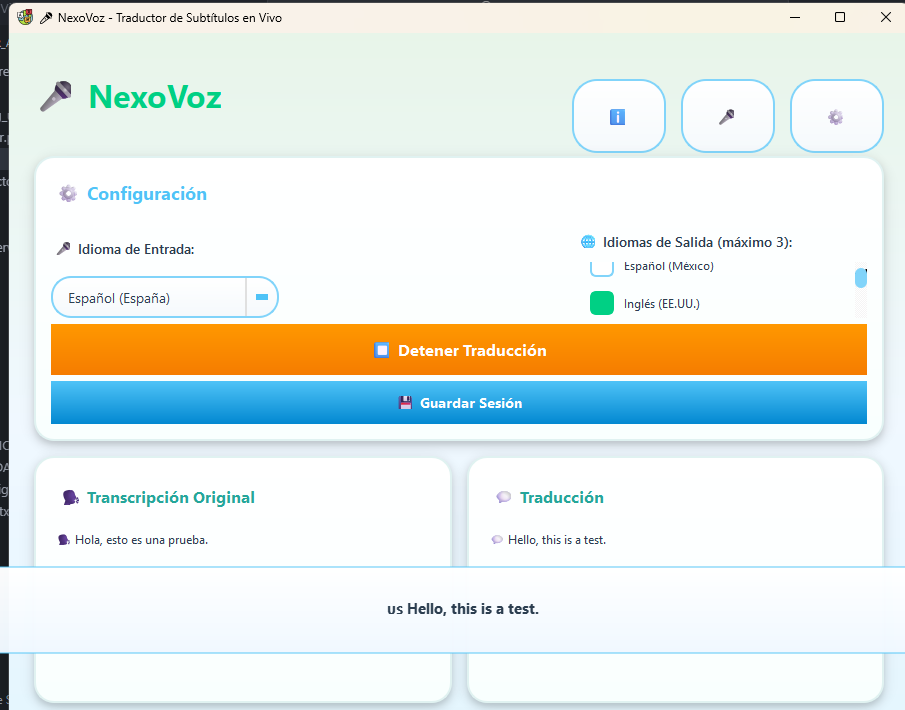 NexoVoz - Traductor de Subtítulos en Vivo
NexoVoz
Configuración
Idioma de Entrada:
Español (España)
Idiomas de Salida (máximo 3):
Español (México)
Inglés (EE.UU.)
Detener Traducción
Guardar Sesión
Transcripción Original
Hola, esto es una prueba.
Traducción
Hello, this is a test.
us Hello, this is a test.